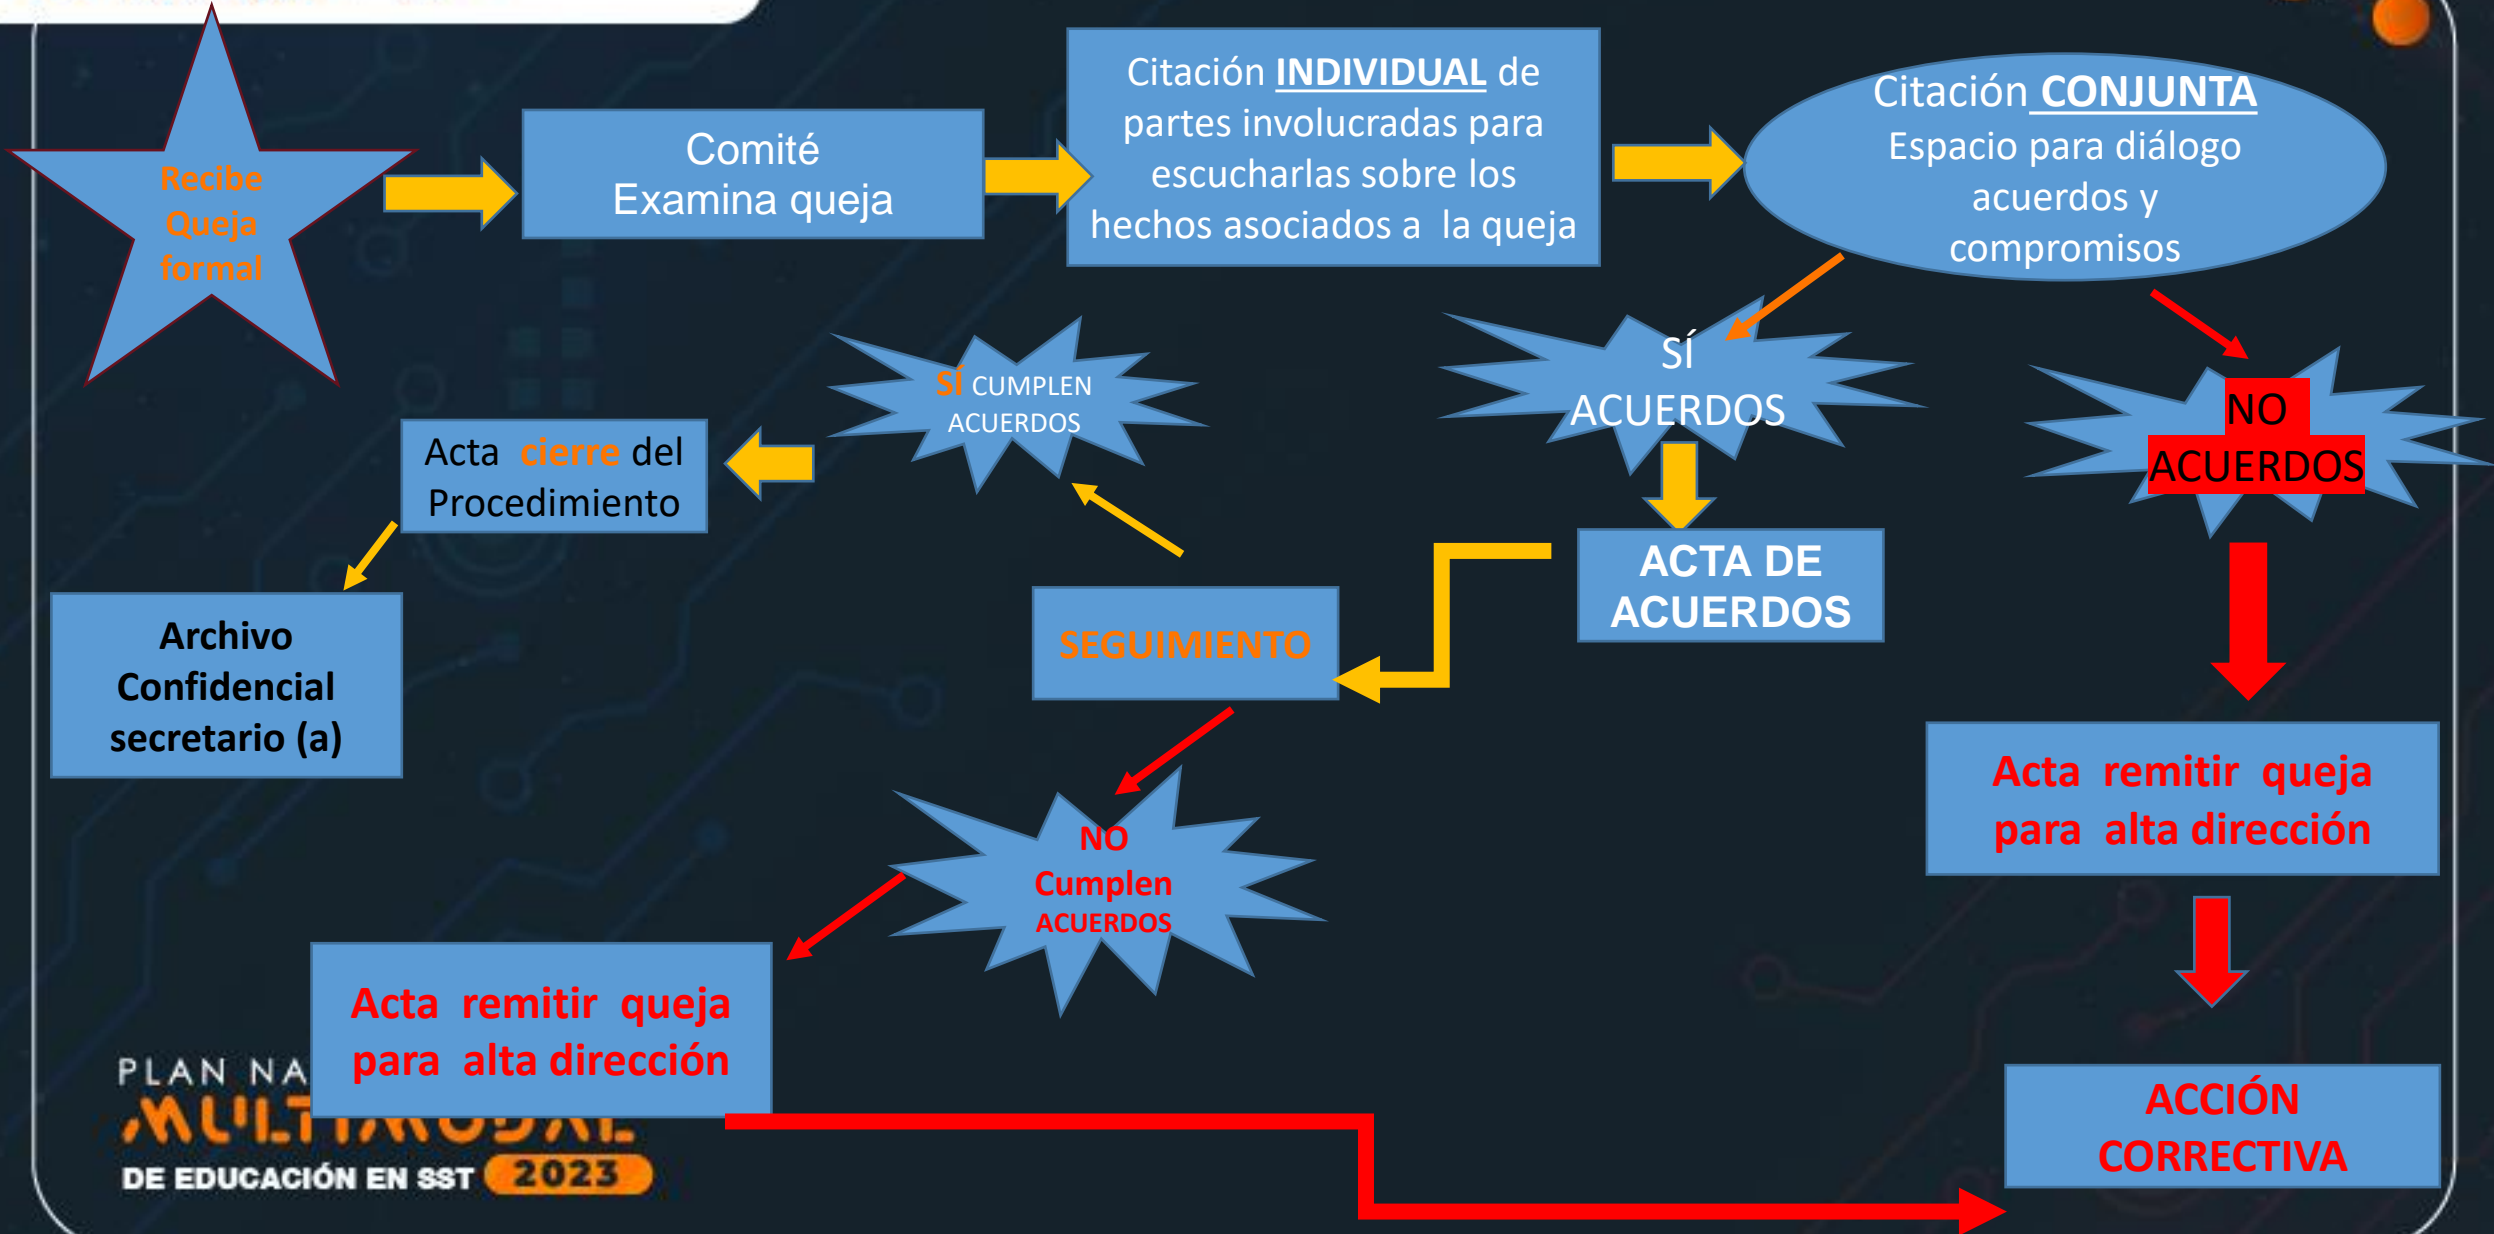 Recibe
Queja
formal
Comité
Examina queja
Citación INDIVIDUAL de
partes involucradas para
escucharlas sobre los
hechos asociados a la queja
Citación CONJUNTA
Espacio para diálogo
acuerdos y
compromisos
SÍ
ACUERDOS
NO
ACUERDOS
SÍ CUMPLEN
ACUERDOS
Acta cierre del
Procedimiento
Archivo
Confidencial
secretario (a)
ACTA DE
ACUERDOS
SEGUIMIENTO
NO
Cumplen
ACUERDOS
Acta remitir queja
para alta dirección
Acta remitir queja
para alta dirección
ACCIÓN
CORRECTIVA
PLAN NA
MULTIMODAL
DE EDUCACIÓN EN SST 2023